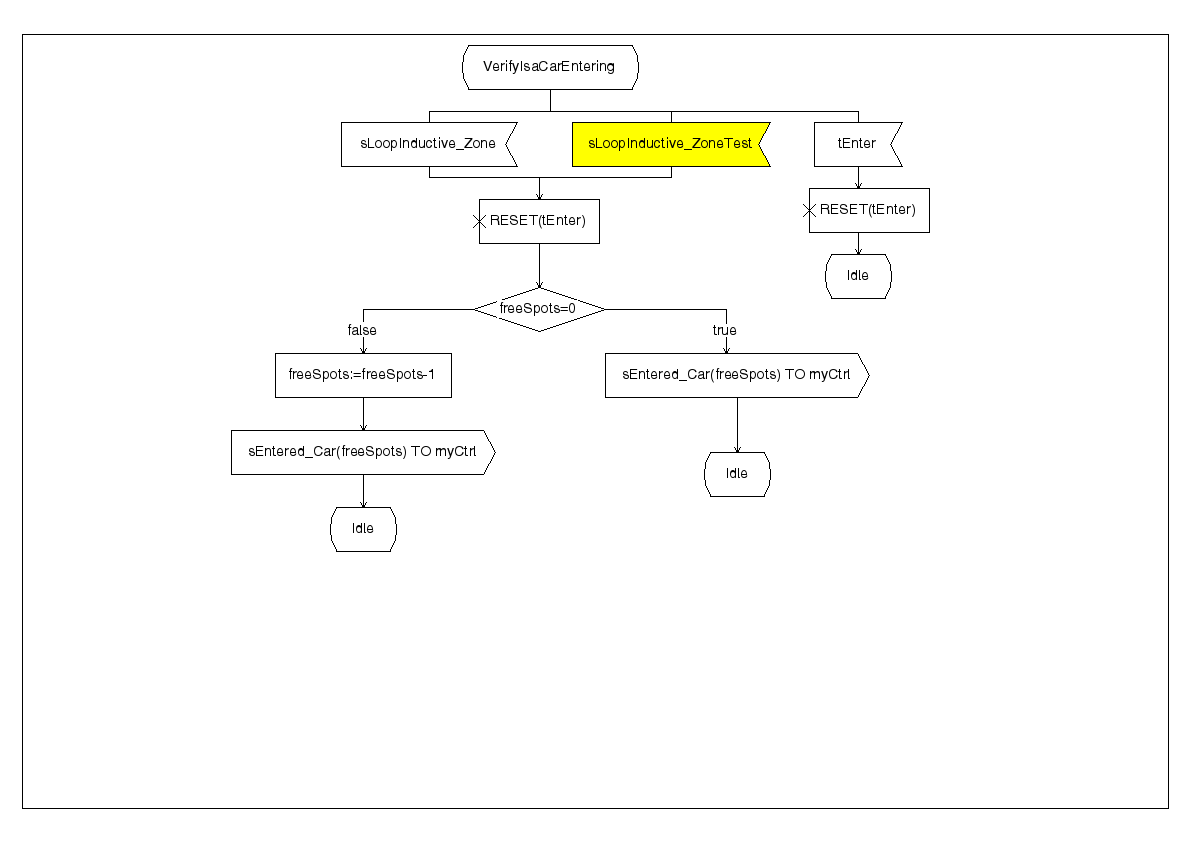 VerifyIsaCarEntering
sLoopInductive_Zone
sLoopInductive_ZoneTest
tEnter
RESET(tEnter)
RESET(tEnter)
Idle
freeSpots=0
false
true
freeSpots:=freeSpots-1
sEntered_Car(freeSpots) TO myCtrl
sEntered_Car(freeSpots) TO myCtrl
Idle
Idle